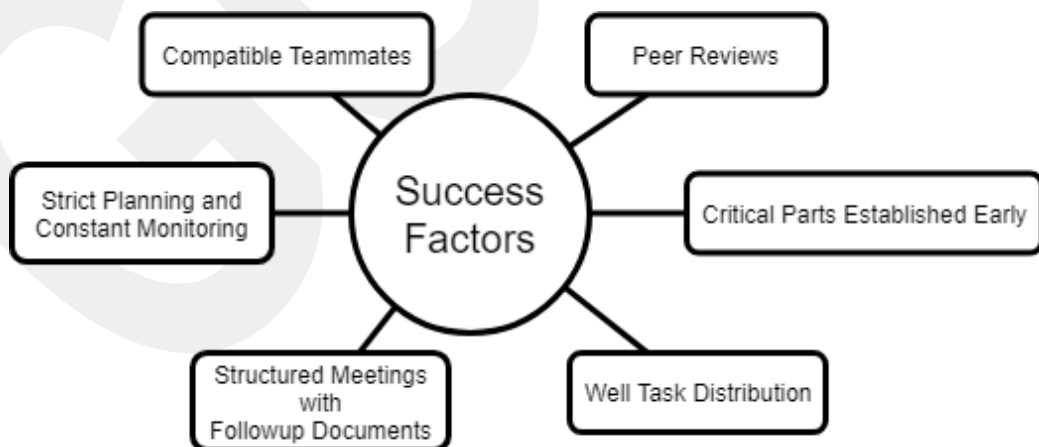 Compatible Teammates
Peer Reviews
Success
Factors
Strict Planning and
Constant Monitoring
Critical Parts Established Early
Structured Meetings
with
Followup Documents
Well Task Distribution